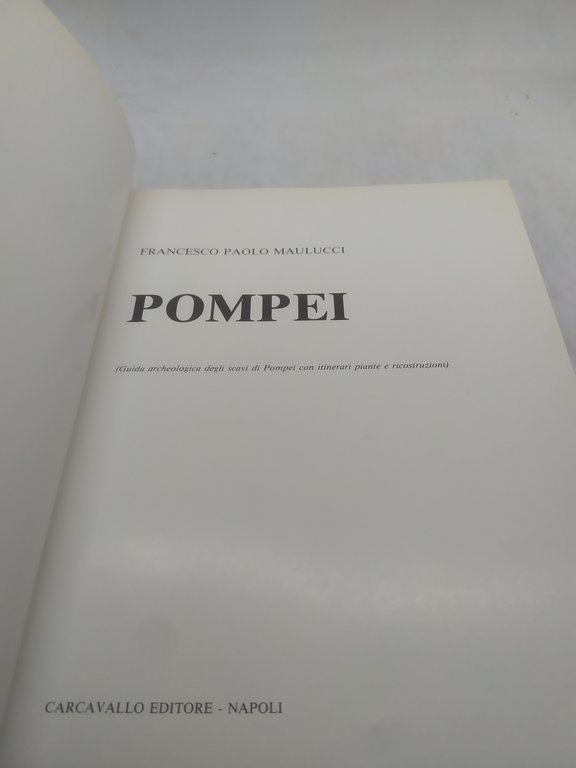 FRANCESCO PAOLO MAULUCCI
POMPEI
(Guida archeologica degli scavi di Pompei con itinerari piante e ricostruzioni)
CARCAVALLO EDITORE - NAPOLI